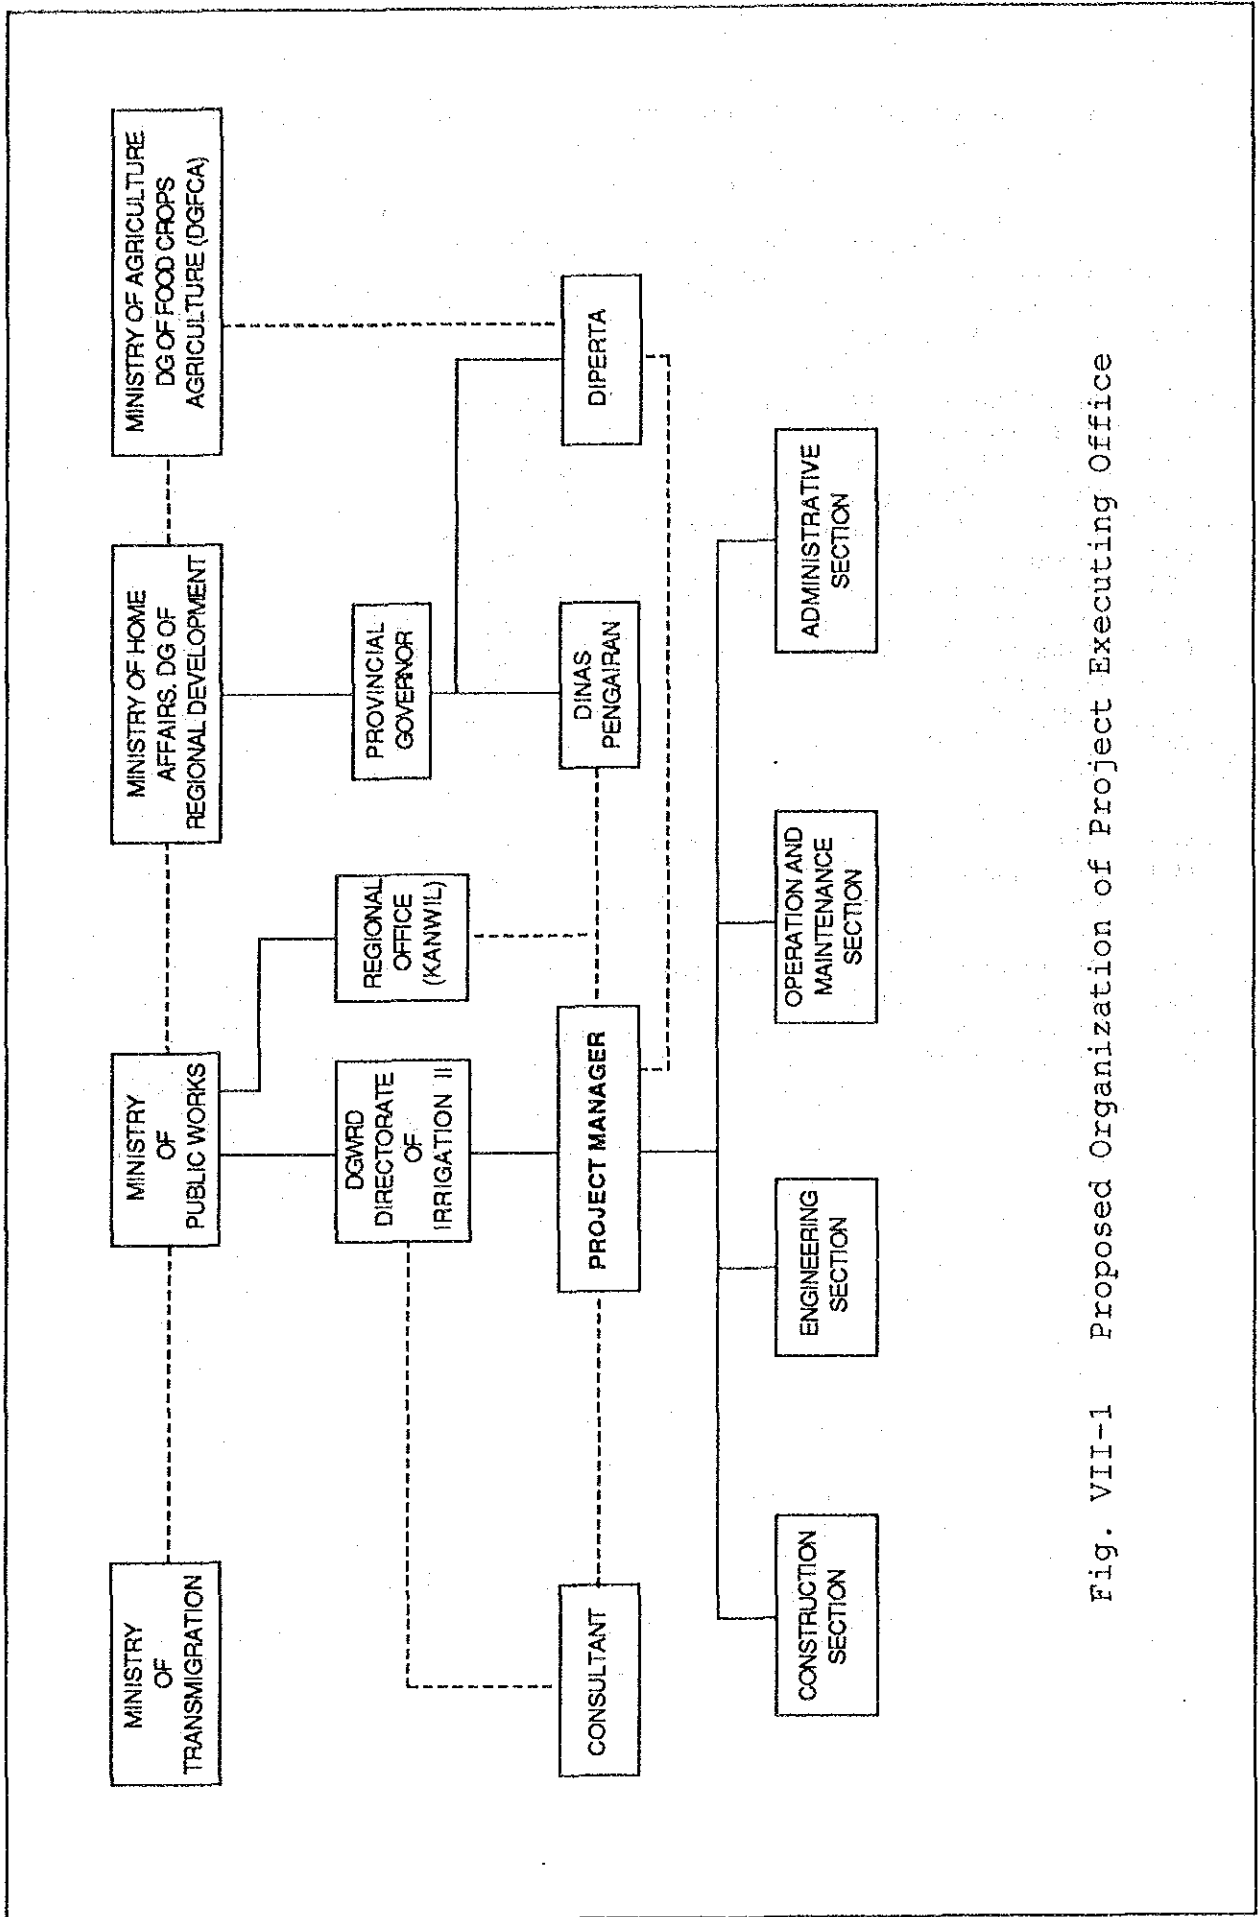 MINISTRY
OF
TRANSMIGRATION
MINISTRY
OF
PUBLIC WORKS
MINISTRY OF HOME
AFFAIRS. DG OF
REGIONAL DEVELOPMENT
MINISTRY OF AGRICULTURE
DG OF FOOD CROPS
AGRICULTURE (DGFCA)
DGWRD
DIRECTORATE
OF
IRRIGATION II
REGIONAL
OFFICE
(KANWIL)
PROVINCIAL
GOVERNOR
CONSULTANT
PROJECT MANAGER
DINAS
PENGAIRAN
DIPERTA
CONSTRUCTION
SECTION
ENGINEERING
SECTION
OPERATION AND
MAINTENANCE
SECTION
ADMINISTRATIVE
SECTION
Fig. VII-1 Proposed Organization of Project Executing Office